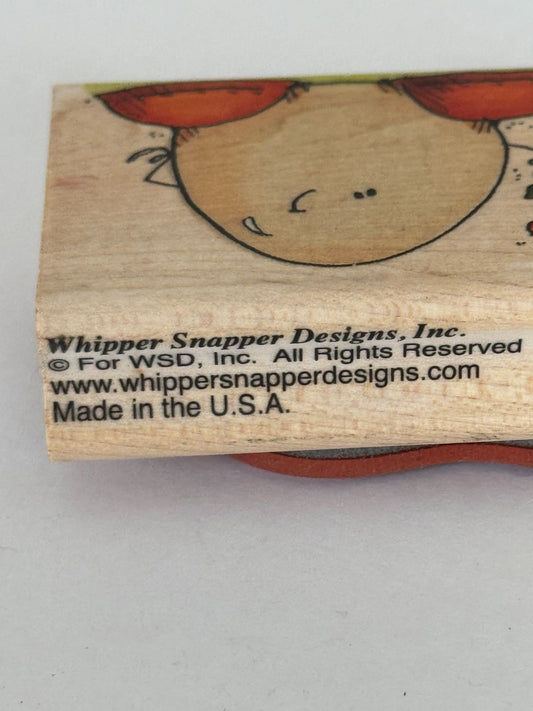 Whipper Snapper Designs, Inc.
© For WSD, Inc. All Rights Reserved
www.whippersnapperdesigns.com
Made in the U.S.A.